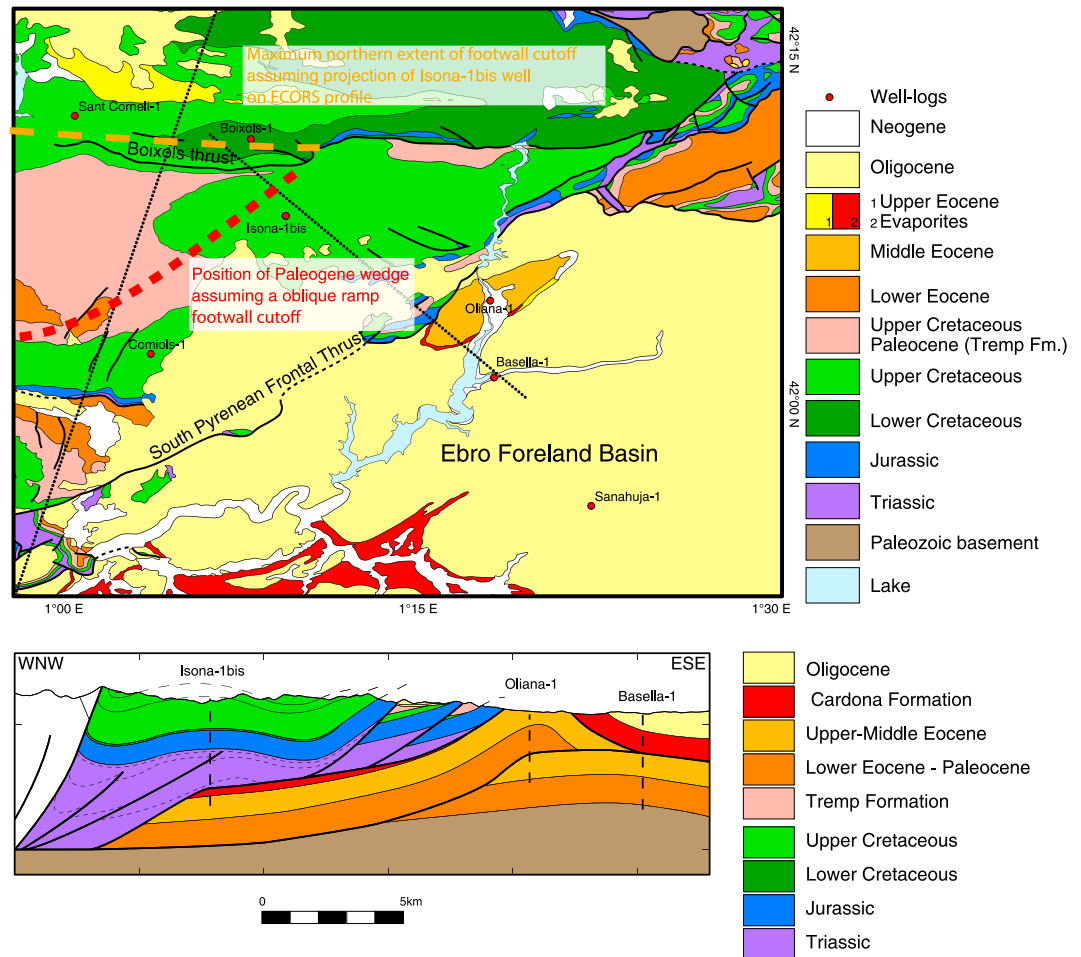 Maximum northern extent of footwall cutoff
assuming projection of Isona-1bis well
on ECORS profile
Sant Corneli-1
Boixols-1
Boixols thrust
Isona-1bis
Position of Paleogene wedge
assuming a oblique ramp
footwall cutoff
Comiols-1
Oliana-1
Basella-1
South Pyrenean Frontal Thrust
Ebro Foreland Basin
Sanahuja-1
42°15 N
42°00 N
1°00 E
1°15 E
1°30 E
Well-logs
Neogene
Oligocene
1 2
1 Upper Eocene
2 Evaporites
Middle Eocene
Lower Eocene
Upper Cretaceous
Paleocene (Tremp Fm.)
Upper Cretaceous
Lower Cretaceous
Jurassic
Triassic
Paleozoic basement
Lake
WNW
ESE
Isona-1bis
Oliana-1
Basella-1
0 5km
Oligocene
Cardona Formation
Upper-Middle Eocene
Lower Eocene - Paleocene
Tremp Formation
Upper Cretaceous
Lower Cretaceous
Jurassic
Triassic